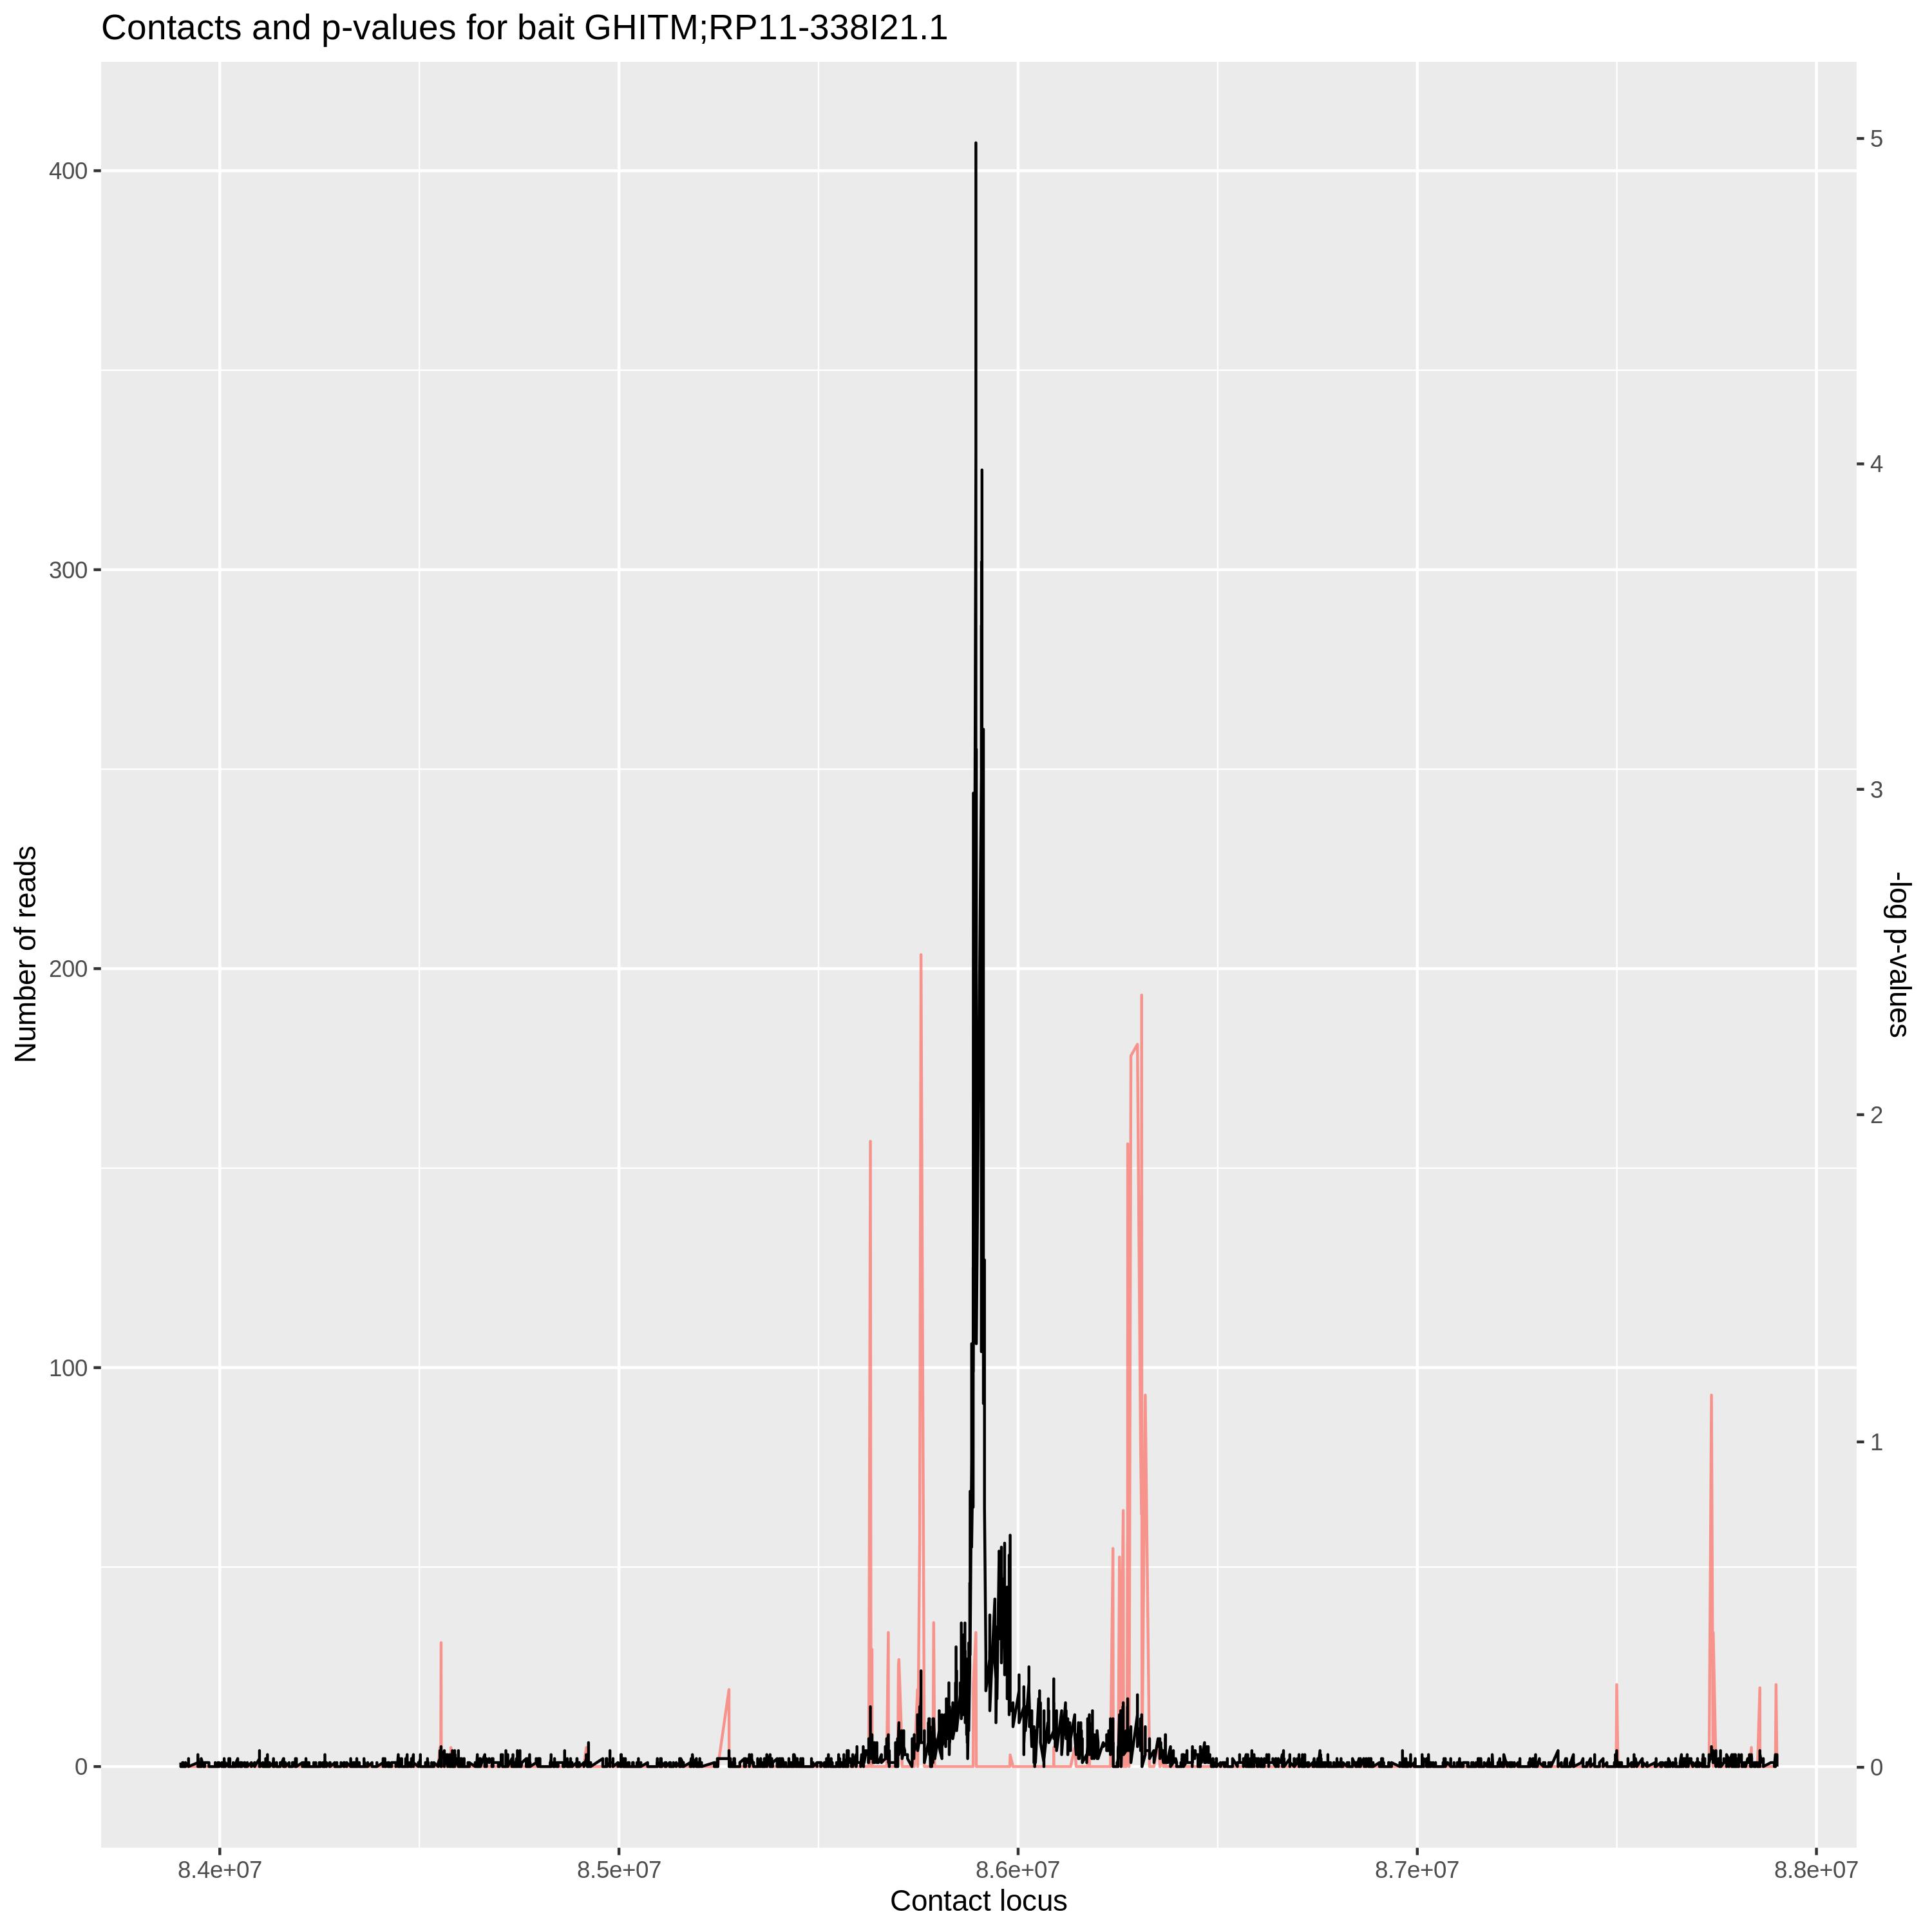 Contacts and p-values for bait GHITM;RP11-338I21.1
400
300
200
100
0
Number of reads
5
4
3
2
1
0
-log p-values
8.4e+07
8.5e+07
8.6e+07
8.7e+07
8.8e+07
Contact locus